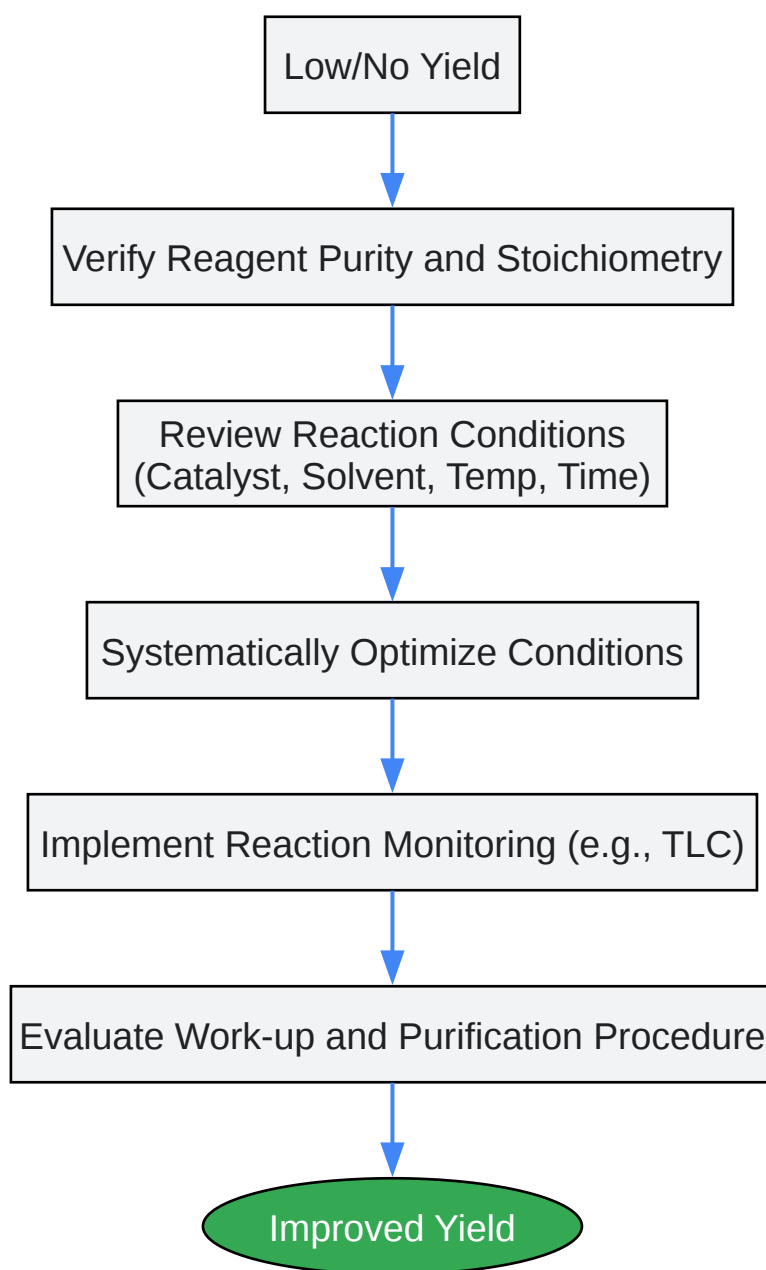 Low/No Yield
Verify Reagent Purity and Stoichiometry
Review Reaction Conditions
(Catalyst, Solvent, Temp, Time)
Systematically Optimize Conditions
Implement Reaction Monitoring (e.g., TLC)
Evaluate Work-up and Purification Procedure
Improved Yield